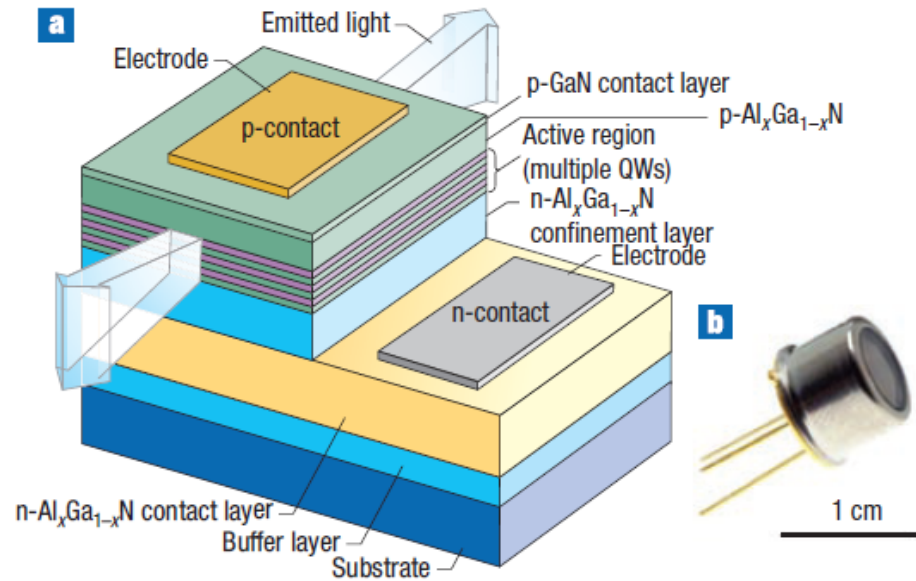 a
Emitted light
Electrode
p-contact
p-GaN contact layer
p-AlₓGa₁₋ₓN
Active region
(multiple QWs)
n-AlₓGa₁₋ₓN
confinement layer
Electrode
n-contact
b
n-AlₓGa₁₋ₓN contact layer
Buffer layer
Substrate
1 cm